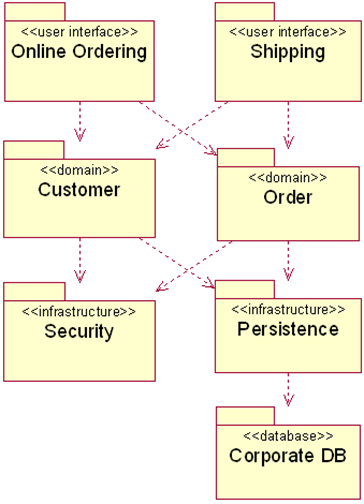 <<user interface>>
Online Ordering
<<user interface>>
Shipping
<<domain>>
Customer
<<domain>>
Order
<<infrastructure>>
Security
<<infrastructure>>
Persistence
<<database>>
Corporate DB